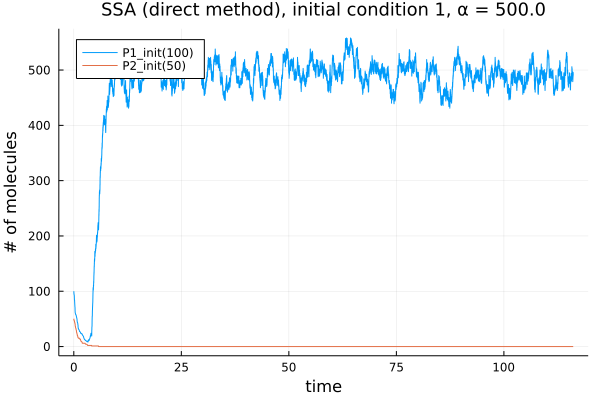 SSA (direct method), initial condition 1, α = 500.0
P1_init(100)
P2_init(50)
500
400
300
200
100
0
# of molecules
0 25 50 75 100
time